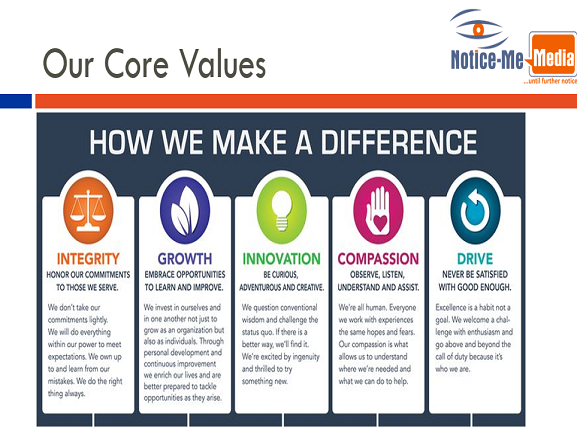 Our Core Values
Notice-Me Media
...until further notice
HOW WE MAKE A DIFFERENCE
INTEGRITY
HONOR OUR COMMITMENTS
TO THOSE WE SERVE.
We don't take our
commitments lightly.
We will do everything
within our power to meet
expectations. We own up
to and learn from our
mistakes. We do the right
thing always.
GROWTH
EMBRACE OPPORTUNITIES
TO LEARN AND IMPROVE.
We invest in ourselves and
in one another not just to
grow as an organization but
also as individuals. Through
personal development and
continuous improvement
we enrich our lives and are
better prepared to tackle
opportunities as they arise.
INNOVATION
BE CURIOUS,
ADVENTUROUS AND CREATIVE.
We question conventional
wisdom and challenge the
status quo. If there is a
better way, we'll find it.
We're excited by ingenuity
and thrilled to try
something new.
COMPASSION
OBSERVE, LISTEN,
UNDERSTAND AND ASSIST.
We're all human. Everyone
we work with experiences
the same hopes and fears.
Our compassion is what
allows us to understand
where we're needed and
what we can do to help.
DRIVE
NEVER BE SATISFIED
WITH GOOD ENOUGH.
Excellence is a habit not a
goal. We welcome a chal-
lenge with enthusiasm and
go above and beyond the
call of duty because it's
who we are.